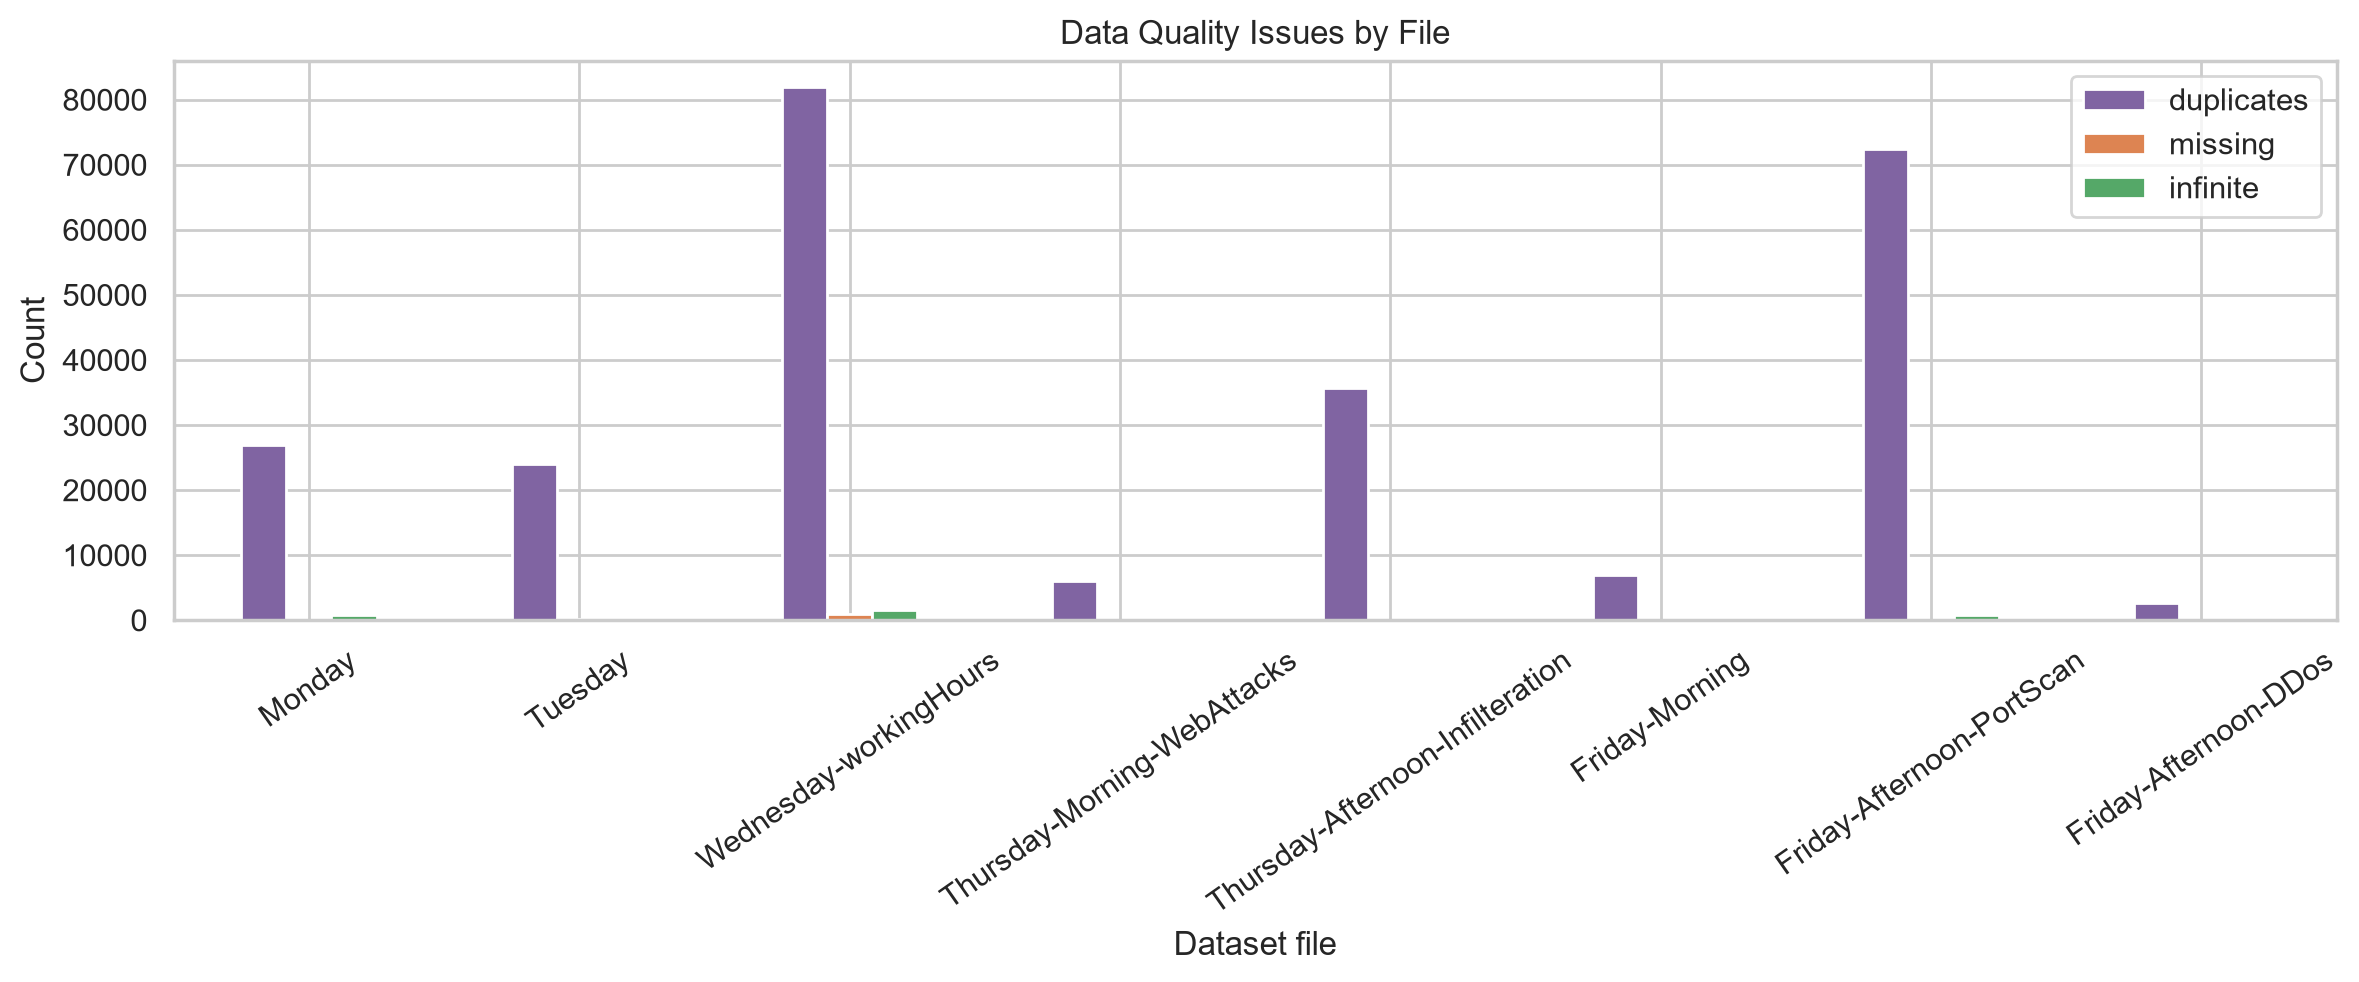 Data Quality Issues by File
duplicates
missing
infinite
80000
70000
60000
50000
40000
30000
20000
10000
0
Count
Monday
Tuesday
Wednesday-workingHours
Thursday-Morning-WebAttacks
Thursday-Afternoon-Infilteration
Friday-Morning
Friday-Afternoon-PortScan
Friday-Afternoon-DDos
Dataset file